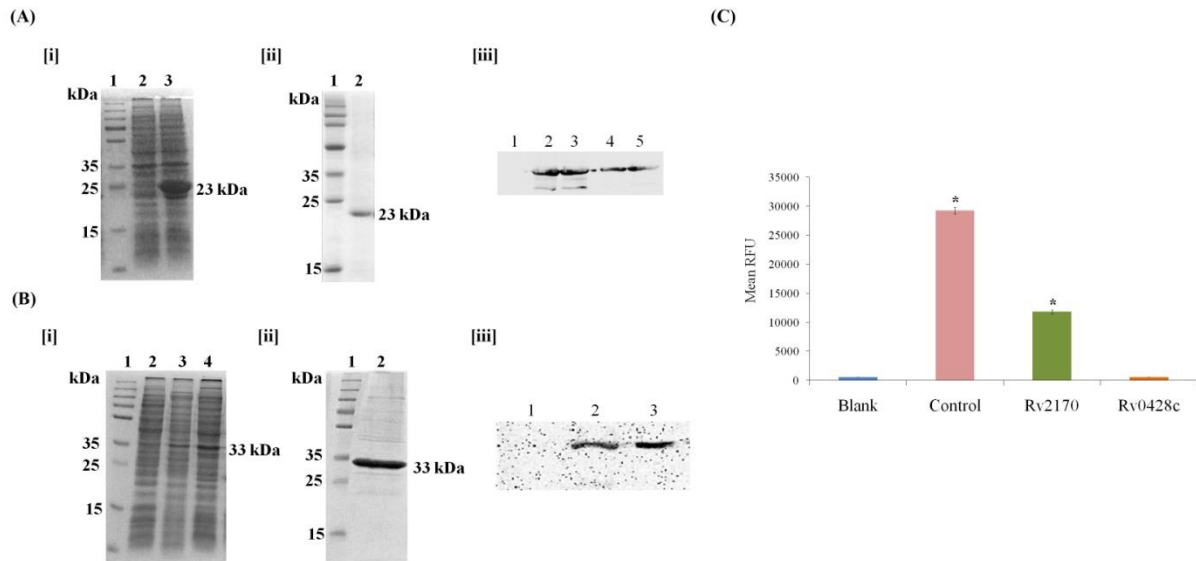 (A)
[i]
1 2 3
kDa
35
25
15
23 kDa
[ii]
1 2
kDa
35
25
15
23 kDa
[iii]
1 2 3 4 5
(B)
[i]
1 2 3 4
kDa
35
25
15
33 kDa
[ii]
1 2
kDa
35
25
15
33 kDa
[iii]
1 2 3
(C)
Mean RFU
35000
30000
25000
20000
15000
10000
5000
0
*
*
Blank Control Rv2170 Rv0428c